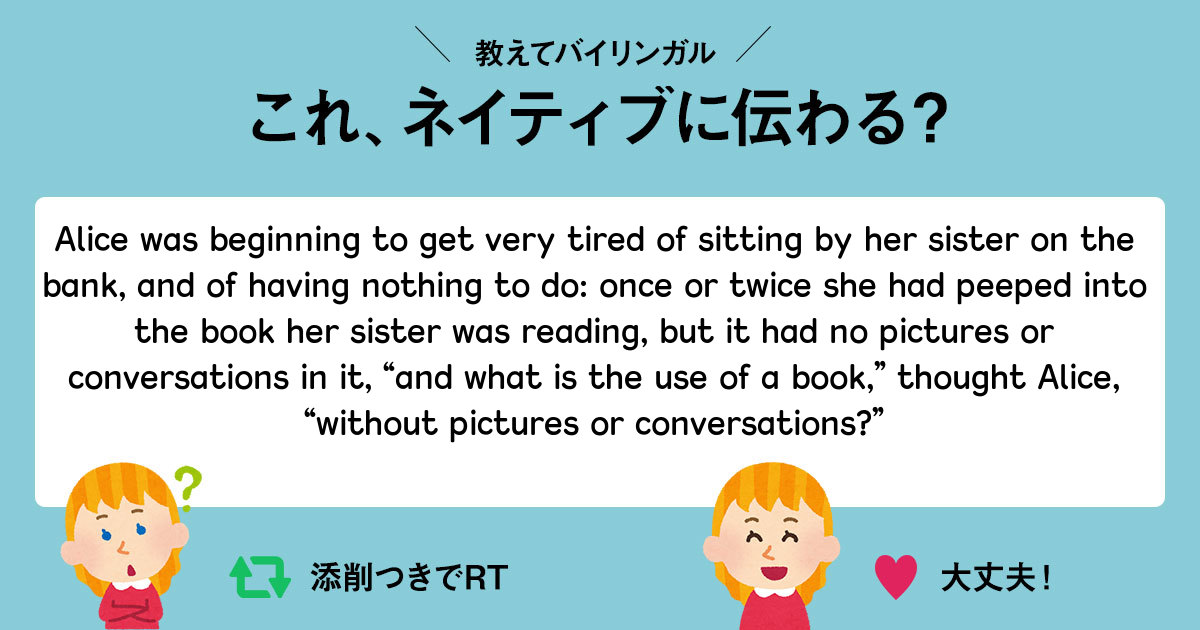 教えてバイリンガル
これ、ネイティブに伝わる?
Alice was beginning to get very tired of sitting by her sister on the
bank, and of having nothing to do: once or twice she had peeped into
the book her sister was reading, but it had no pictures or
conversations in it, “and what is the use of a book,” thought Alice,
“without pictures or conversations?”
?
添削つきでRT
大丈夫!